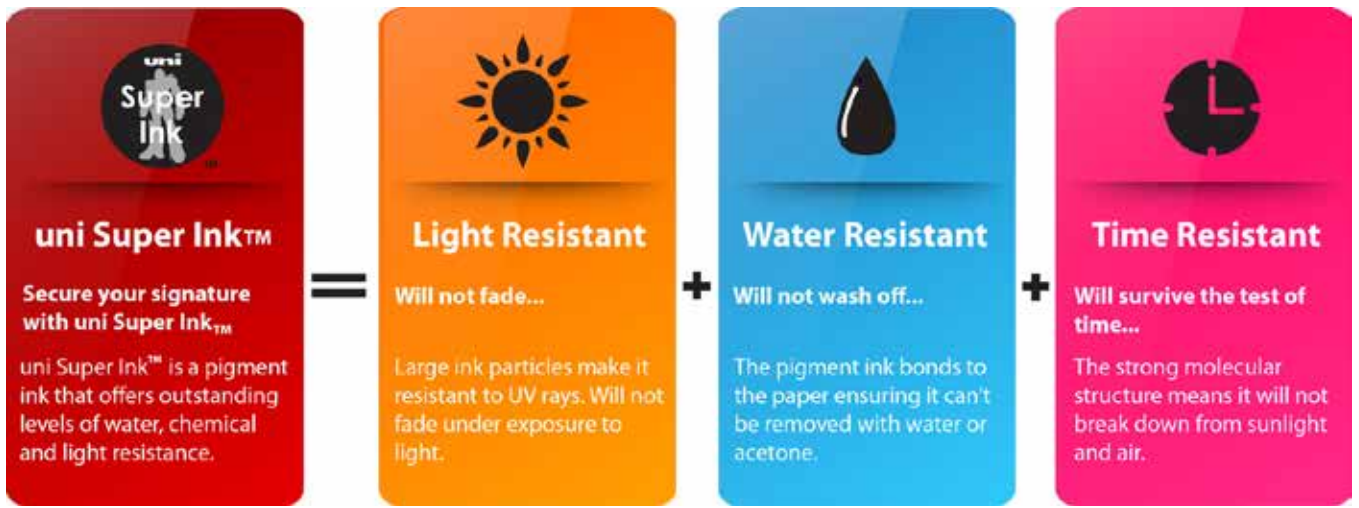 uni
Super
Ink
TM
uni Super Ink™
Secure your signature
with uni Super Ink™
uni Super Ink™ is a pigment
ink that offers outstanding
levels of water, chemical
and light resistance.
=
Light Resistant
Will not fade...
Large ink particles make it
resistant to UV rays. Will not
fade under exposure to
light.
+
Water Resistant
Will not wash off...
The pigment ink bonds to
the paper ensuring it can't
be removed with water or
acetone.
+
Time Resistant
Will survive the test of
time...
The strong molecular
structure means it will not
break down from sunlight
and air.